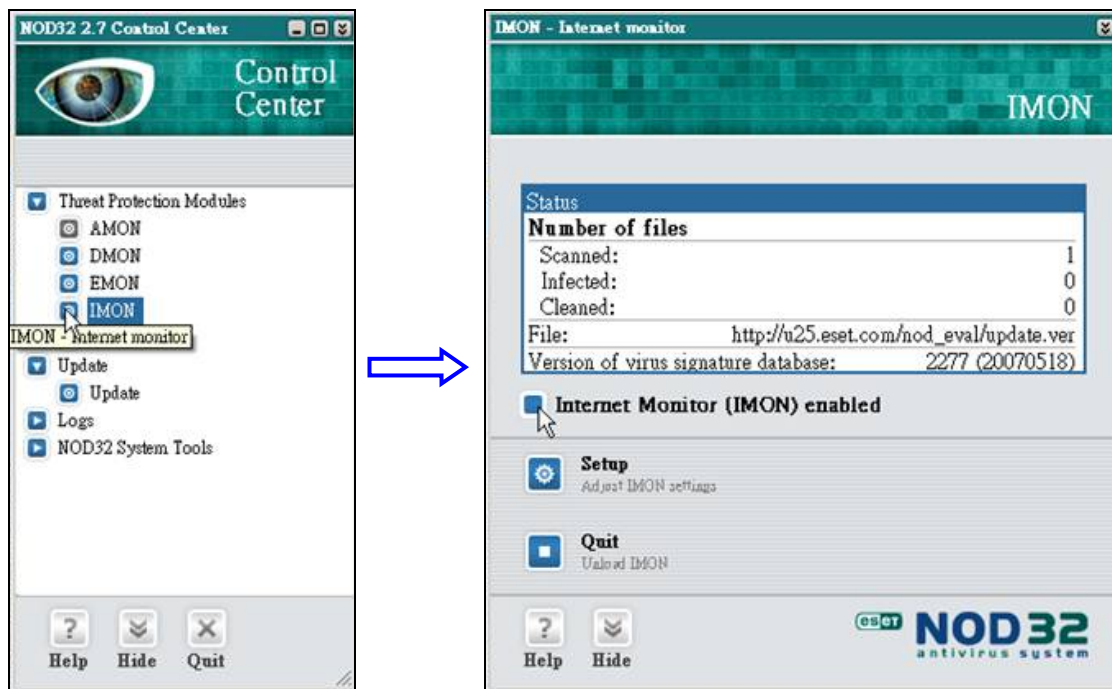 NOD32 2.7 Control Center
Control
Center
Threat Protection Modules
AMON
DMON
EMON
IMON
IMON - Internet monitor
Update
Update
Logs
NOD32 System Tools
Help Hide Quit
IMON - Internet monitor
IMON
Status
Number of files
Scanned: 1
Infected: 0
Cleaned: 0
File: http://u25.eset.com/nod_eval/update.ver
Version of virus signature database: 2277 (20070518)
Internet Monitor (IMON) enabled
Setup
Adjust IMON settings
Quit
Unload IMON
Help Hide
eseT NOD32
antivirus system